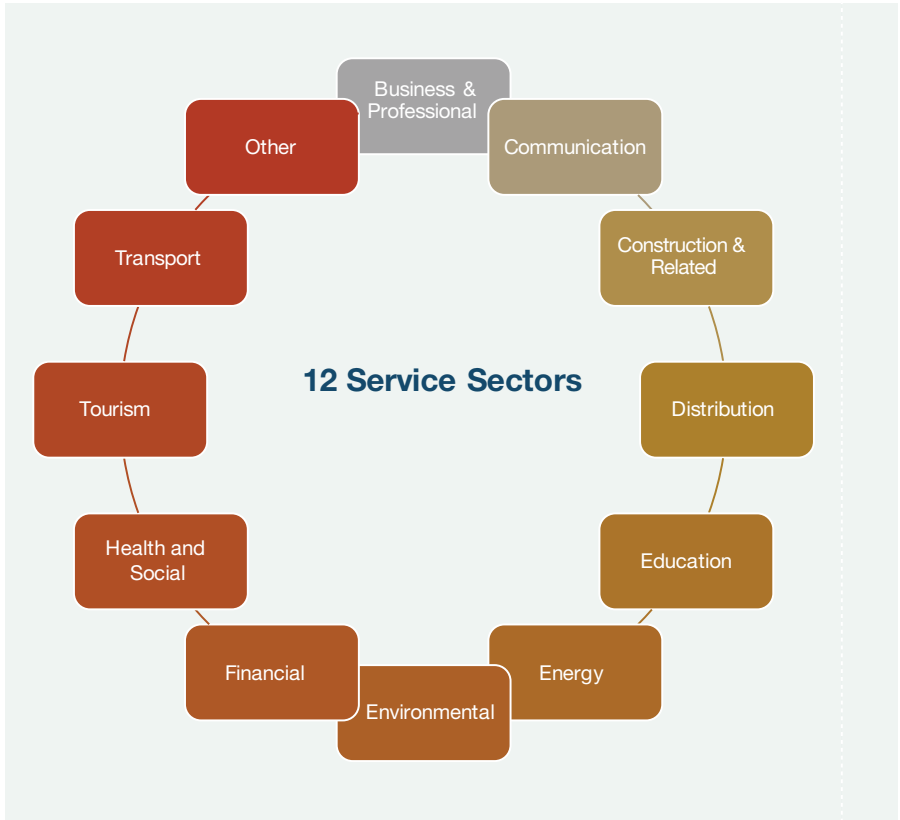 Business &
Professional
Communication
Construction &
Related
Distribution
Education
Energy
Environmental
Financial
Health and
Social
Tourism
Transport
Other
12 Service Sectors